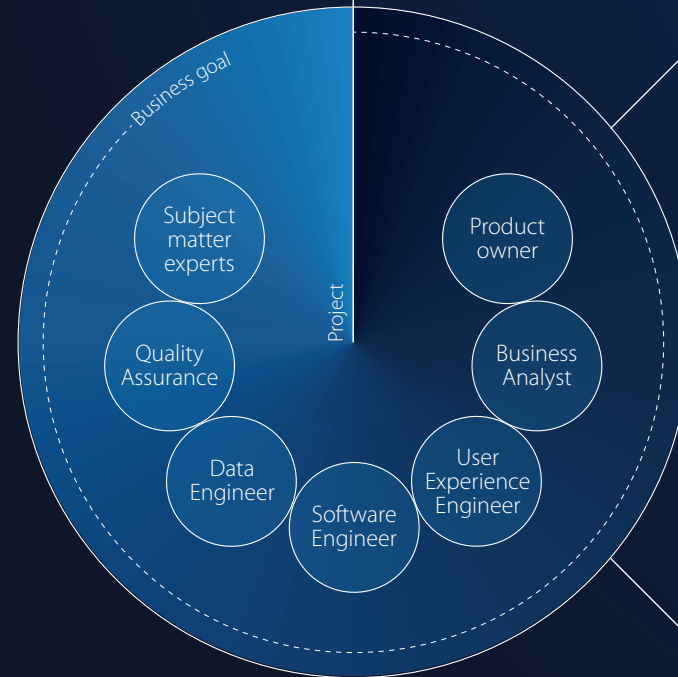 Business goal
Subject
matter
experts
Product
owner
Project
Quality
Assurance
Business
Analyst
Data
Engineer
User
Experience
Engineer
Software
Engineer